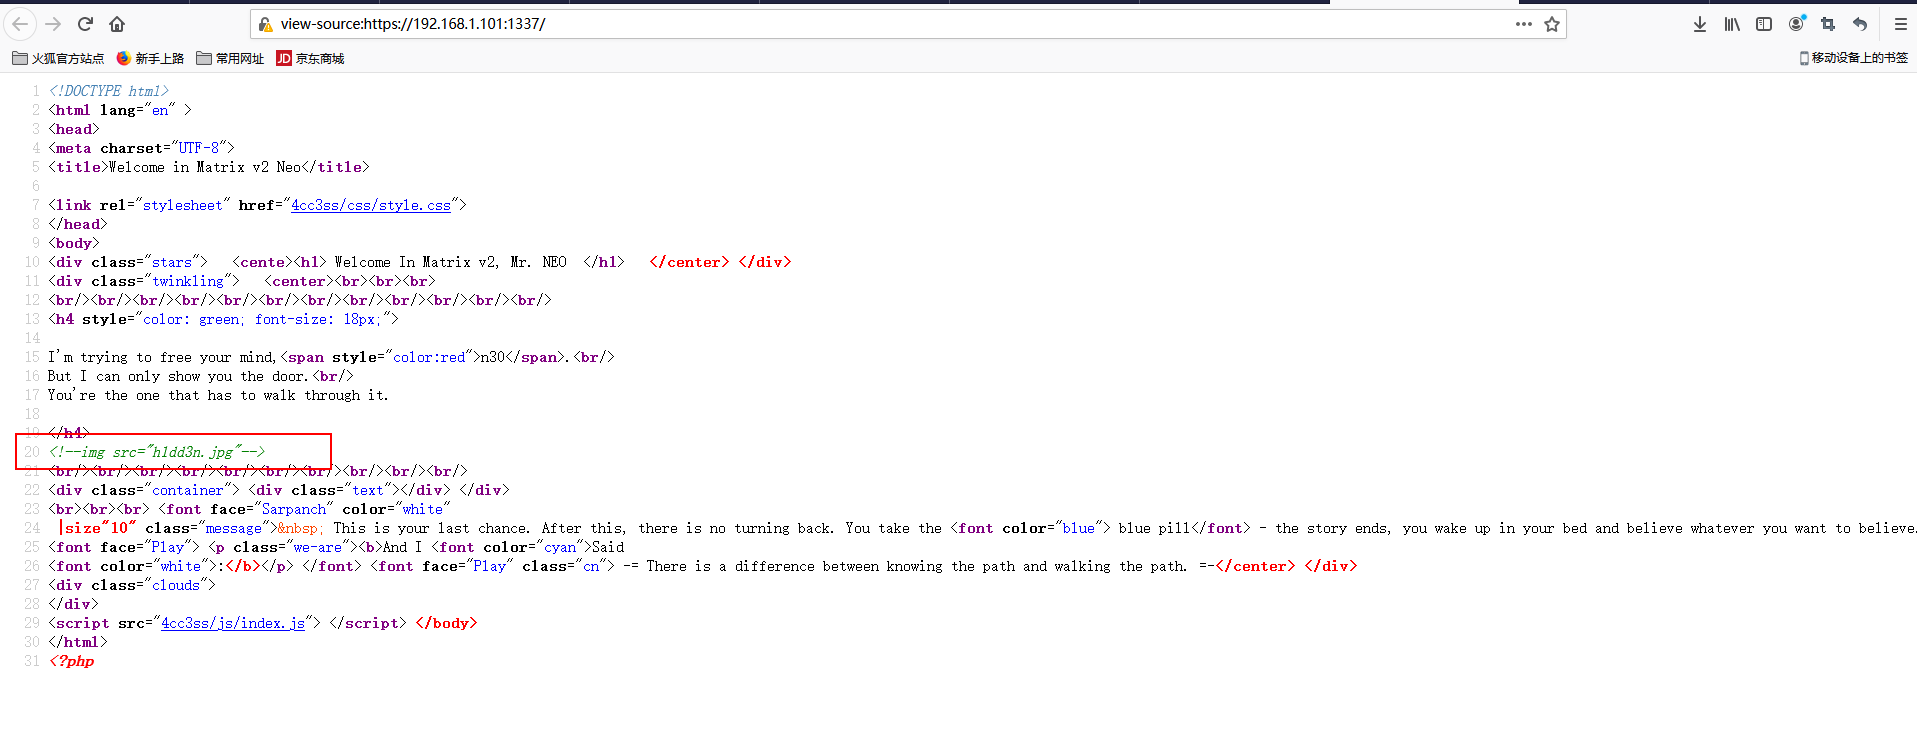 view-source:https://192.168.1.101:1337/
火狐官方站点 新手上路 常用网址 JD 京东商城 移动设备上的书签
1 <!DOCTYPE html>
2 <html lang="en" >
3 <head>
4 <meta charset="UTF-8">
5 <title>Welcome in Matrix v2 Neo</title>
6
7 <link rel="stylesheet" href="4cc3ss/css/style.css">
8 </head>
9 <body>
10 <div class="stars"> <cente><h1> Welcome In Matrix v2, Mr. NEO </h1> </center> </div>
11 <div class="twinkling"> <center><br><br><br>
12 <br/><br/><br/><br/><br/><br/><br/><br/><br/><br/><br/><br/>
13 <h4 style="color: green; font-size: 18px;">
14
15 I'm trying to free your mind,<span style="color:red">n30</span>.<br/>
16 But I can only show you the door.<br/>
17 You're the one that has to walk through it.
18
19 </h4>
20 <!--img src="h1dd3n.jpg"-->
21 <br/><br/><br/><br/><br/><br/><br/><br/><br/><br/>
22 <div class="container"> <div class="text"></div> </div>
23 <br><br><br> <font face="Sarpanch" color="white"
24 |size"10" class="message">&nbsp; This is your last chance. After this, there is no turning back. You take the <font color="blue"> blue pill</font> - the story ends, you wake up in your bed and believe whatever you want to believe.
25 <font face="Play"> <p class="we-are"><b>And I <font color="cyan">Said
26 <font color="white">:</b></p> </font> <font face="Play" class="cn"> -= There is a difference between knowing the path and walking the path. =-</center> </div>
27 <div class="clouds">
28 </div>
29 <script src="4cc3ss/js/index.js"> </script> </body>
30 </html>
31 <?php